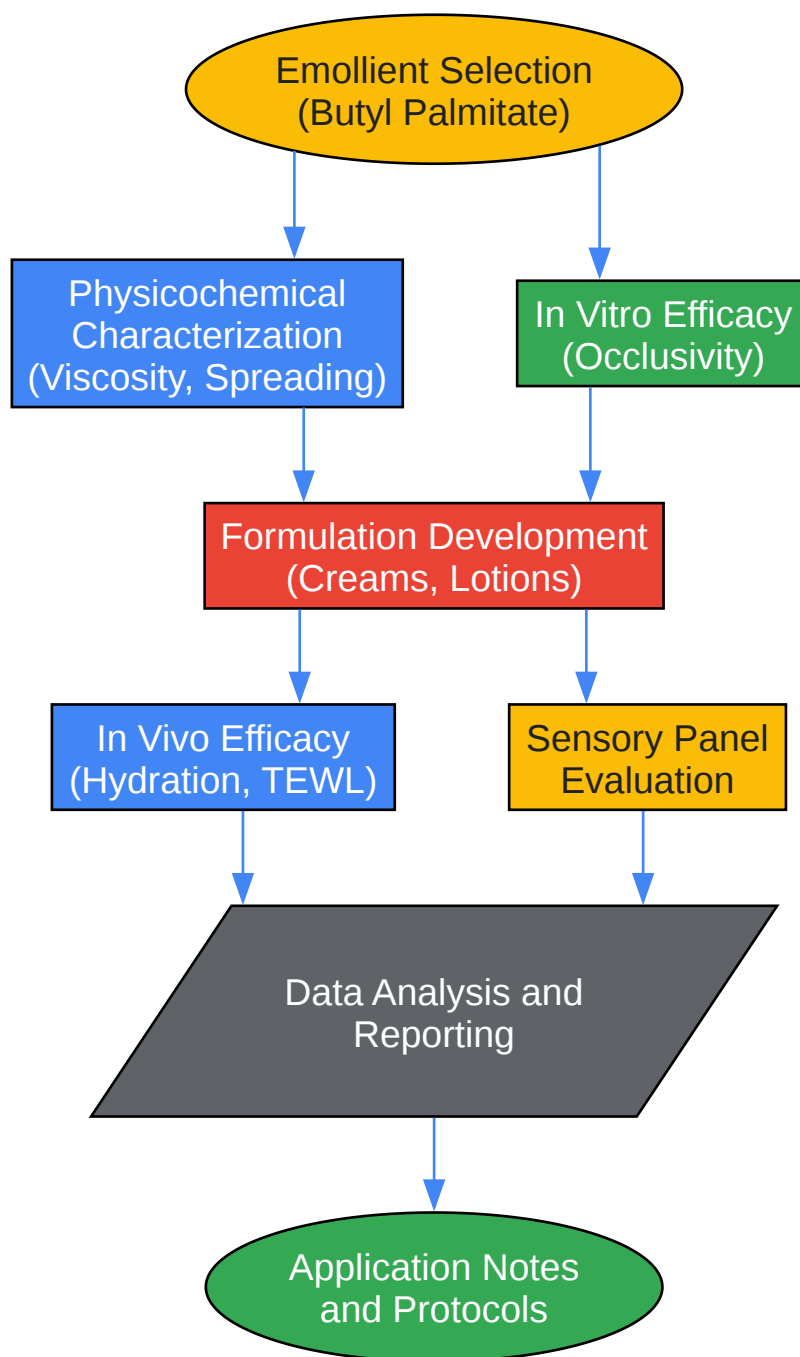 Emollient Selection
(Butyl Palmitate)
Physicochemical
Characterization
(Viscosity, Spreading)
In Vitro Efficacy
(Occlusivity)
Formulation Development
(Creams, Lotions)
In Vivo Efficacy
(Hydration, TEWL)
Sensory Panel
Evaluation
Data Analysis and
Reporting
Application Notes
and Protocols